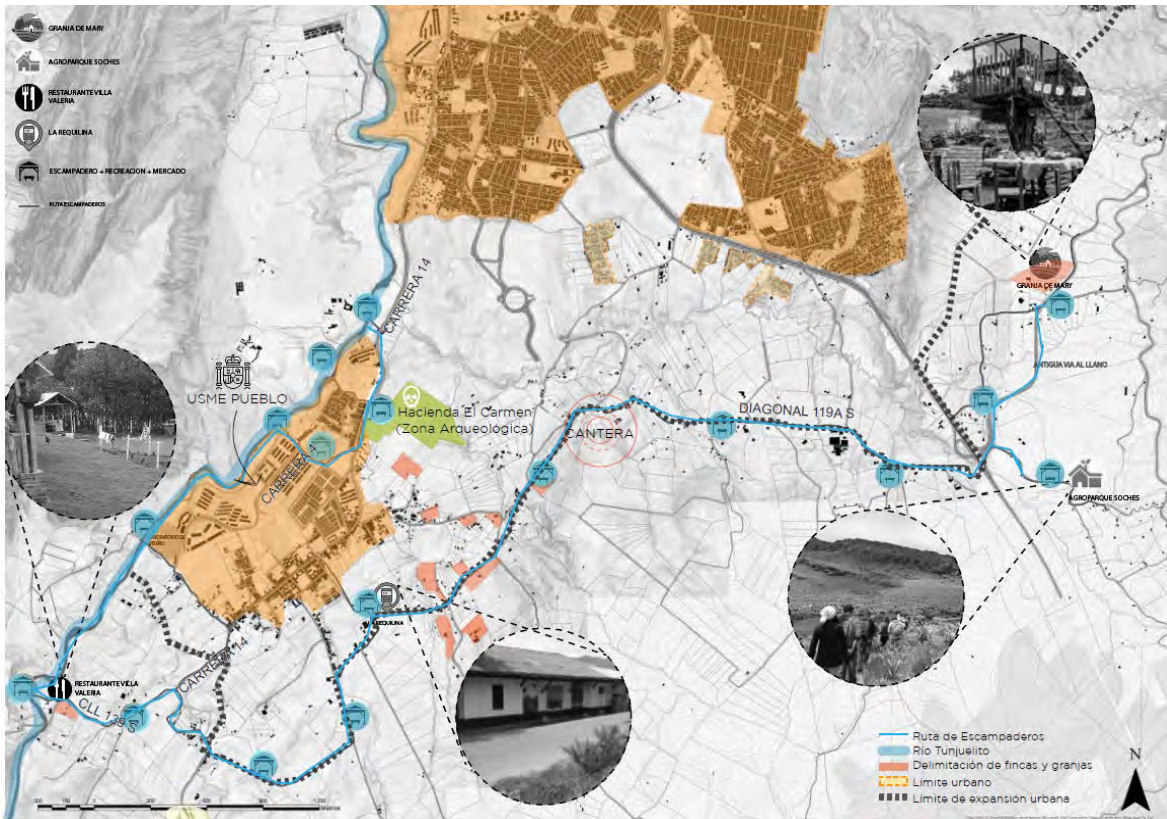 GRANJA DE MARY
AGROPARQUE SOCHES
RESTAURANTE VILLA
VALERIA
LA REQUILINA
ESCAMPADERO + RECREACION + MERCADO
RUTA ESCAMPADEROS
GRANJA DE MARY
ANTIGUA VIA AL LLANO
CARRERA 14
USME PUEBLO
Hacienda El Carmen
(Zona Arqueológica)
DIAGONAL 119A S
CANTERA
CARRERA 4
AGROPARQUE SOCHES
CARRERA 14
RESTAURANTE VILLA
VALERIA
CLL 139 S
Ruta de Escampaderos
Río Tunjuelito
Delimitación de fincas y granjas
Límite urbano
Límite de expansión urbana
N